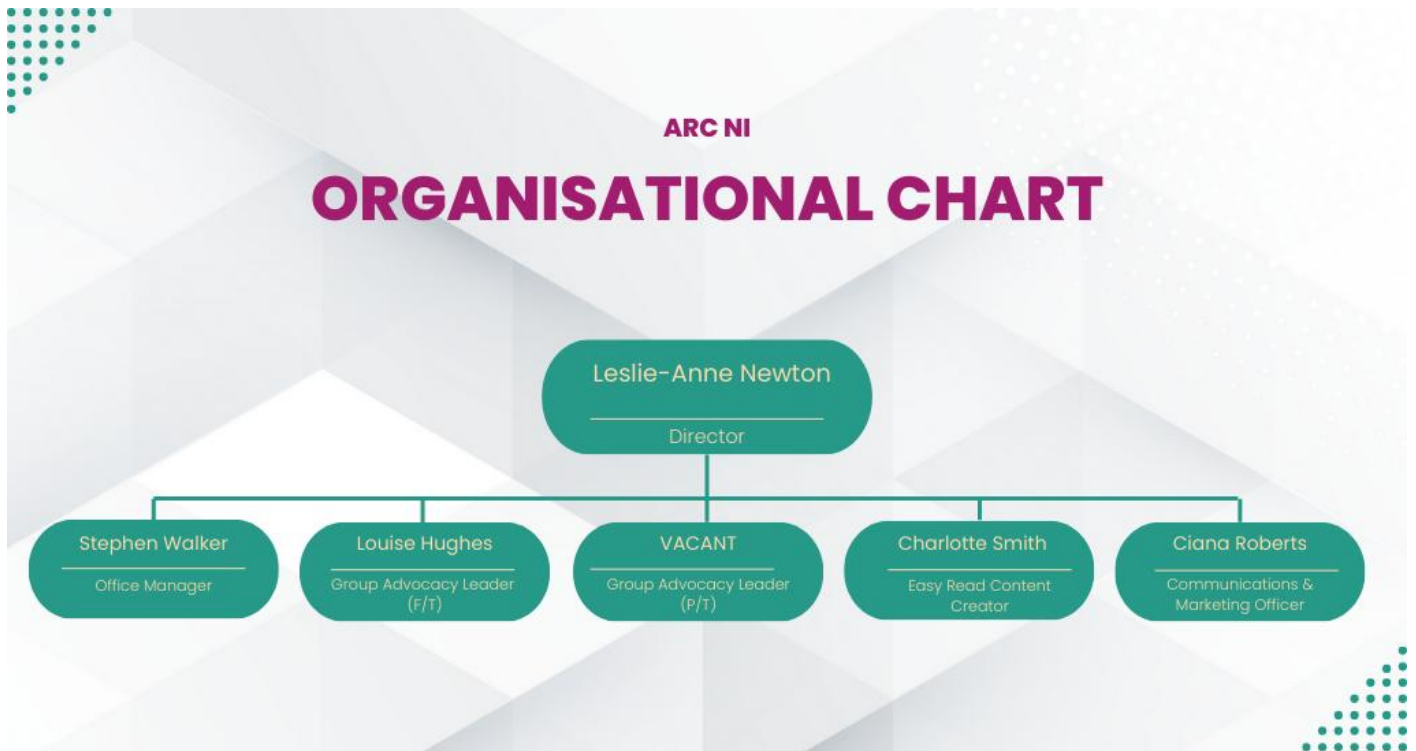 ARC NI
ORGANISATIONAL CHART
Leslie-Anne Newton
Director
Stephen Walker
Office Manager
Louise Hughes
Group Advocacy Leader
(F/T)
VACANT
Group Advocacy Leader
(P/T)
Charlotte Smith
Easy Read Content
Creator
Ciana Roberts
Communications &
Marketing Officer